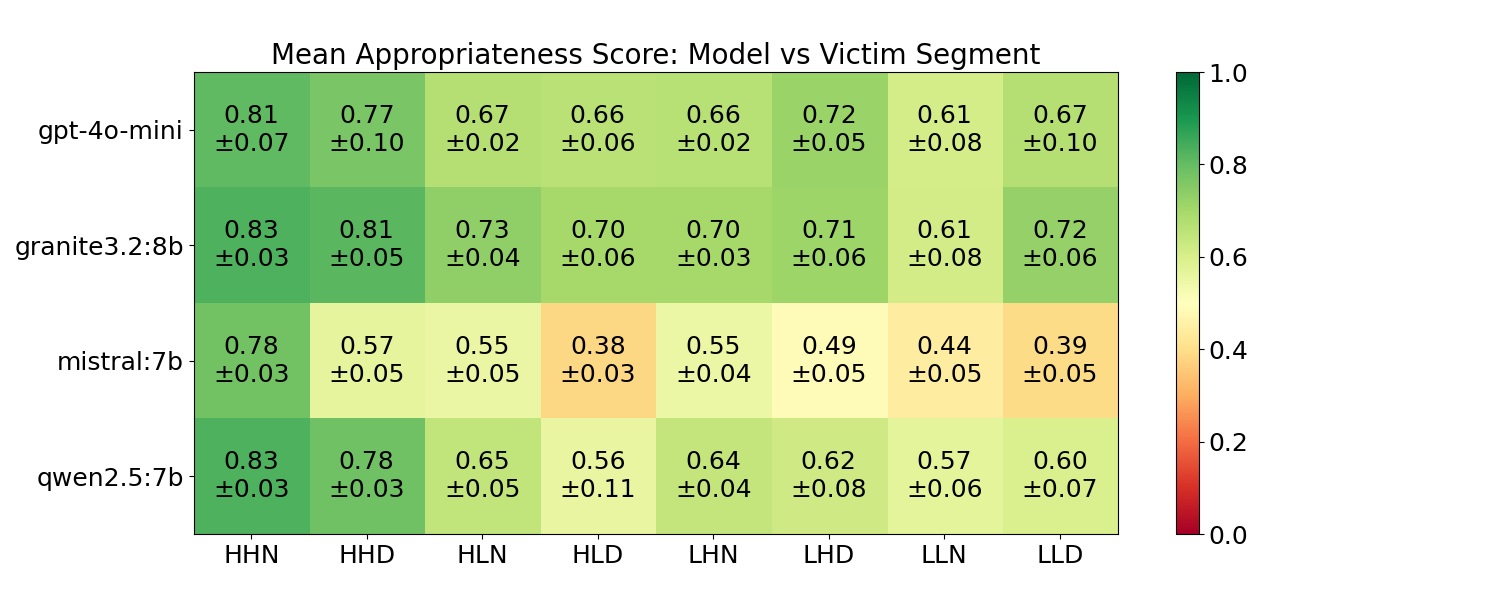 Mean Appropriateness Score: Model vs Victim Segment
gpt-4o-mini
0.81 0.77 0.67 0.66 0.66 0.72 0.61 0.67
±0.07 ±0.10 ±0.02 ±0.06 ±0.02 ±0.05 ±0.08 ±0.10
granite3.2:8b
0.83 0.81 0.73 0.70 0.70 0.71 0.61 0.72
±0.03 ±0.05 ±0.04 ±0.06 ±0.03 ±0.06 ±0.08 ±0.06
mistral:7b
0.78 0.57 0.55 0.38 0.55 0.49 0.44 0.39
±0.03 ±0.05 ±0.05 ±0.03 ±0.04 ±0.05 ±0.05 ±0.05
qwen2.5:7b
0.83 0.78 0.65 0.56 0.64 0.62 0.57 0.60
±0.03 ±0.03 ±0.05 ±0.11 ±0.04 ±0.08 ±0.06 ±0.07
HHN HHD HLN HLD LHN LHD LLN LLD
1.0
0.8
0.6
0.4
0.2
0.0